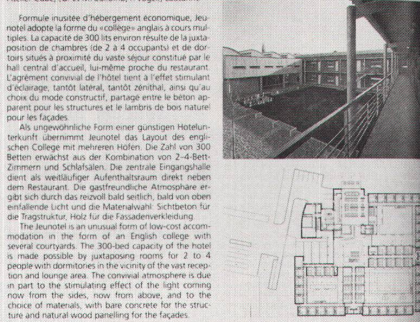 Formule inusitée d'hébergement économique, Jeu-
notel adopte la forme du «collège» anglais à cours mul-
tiples. La capacité de 300 lits environ résulte de la juxta-
position de chambres (de 2 à 4 occupants) et de dor-
toirs situés à proximité du vaste séjour constitué par le
hall central d'accueil, lui-même proche du restaurant.
L'agrément convivial de l'hôtel tient à l'effet stimulant
d'éclairage, tantôt latéral, tantôt zénithal, ainsi qu'au
choix du mode constructif, partagé entre le béton ap-
parent pour les structures et le lambris de bois naturel
pour les façades.
Als ungewöhnliche Form einer günstigen Hotelun-
terkunft übernimmt Jeunotel das Layout des engli-
schen College mit mehreren Höfen. Die Zahl von 300
Betten erwächst aus der Kombination von 2-4-Bett-
Zimmern und Schlafsälen. Die zentrale Eingangshalle
dient als weitläufiger Aufenthaltsraum direkt neben
dem Restaurant. Die gastfreundliche Atmosphäre er-
gibt sich durch das reizvoll bald seitlich, bald von oben
einfallende Licht und die Materialwahl: Sichtbeton für
die Tragstruktur, Holz für die Fassadenverkleidung.
The Jeunotel is an unusual form of low-cost accom-
modation in the form of an English college with
several courtyards. The 300-bed capacity of the hotel
is made possible by juxtaposing rooms for 2 to 4
people with dormitories in the vicinity of the vast recep-
tion and lounge area. The convivial atmosphere is due
in part to the stimulating effect of the light coming
now from the sides, now from above, and to the
choice of materials, with bare concrete for the struc-
ture and natural wood panelling for the façades.